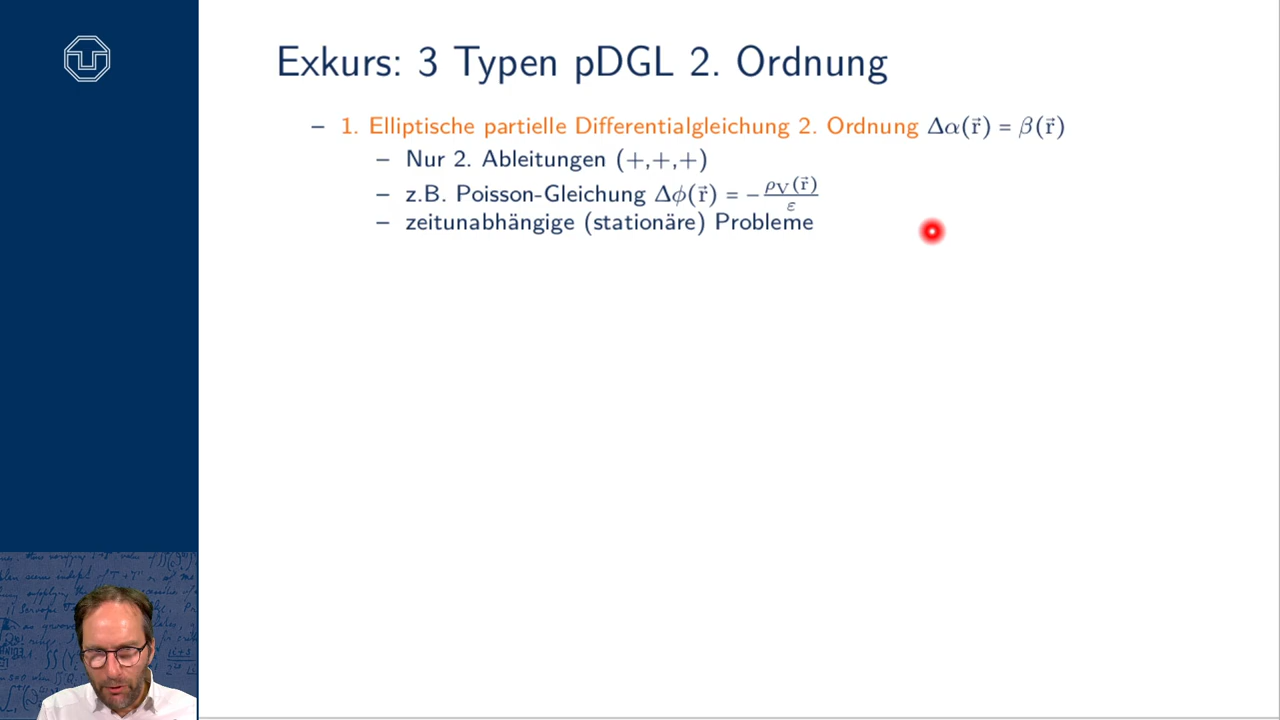 Exkurs: 3 Typen pDGL 2. Ordnung
– 1. Elliptische partielle Differentialgleichung 2. Ordnung Δα(r⃗) = β(r⃗)
– Nur 2. Ableitungen (+,+,+)
– z.B. Poisson-Gleichung Δϕ(r⃗) = −ρV(r⃗)/ε
– zeitunabhängige (stationäre) Probleme